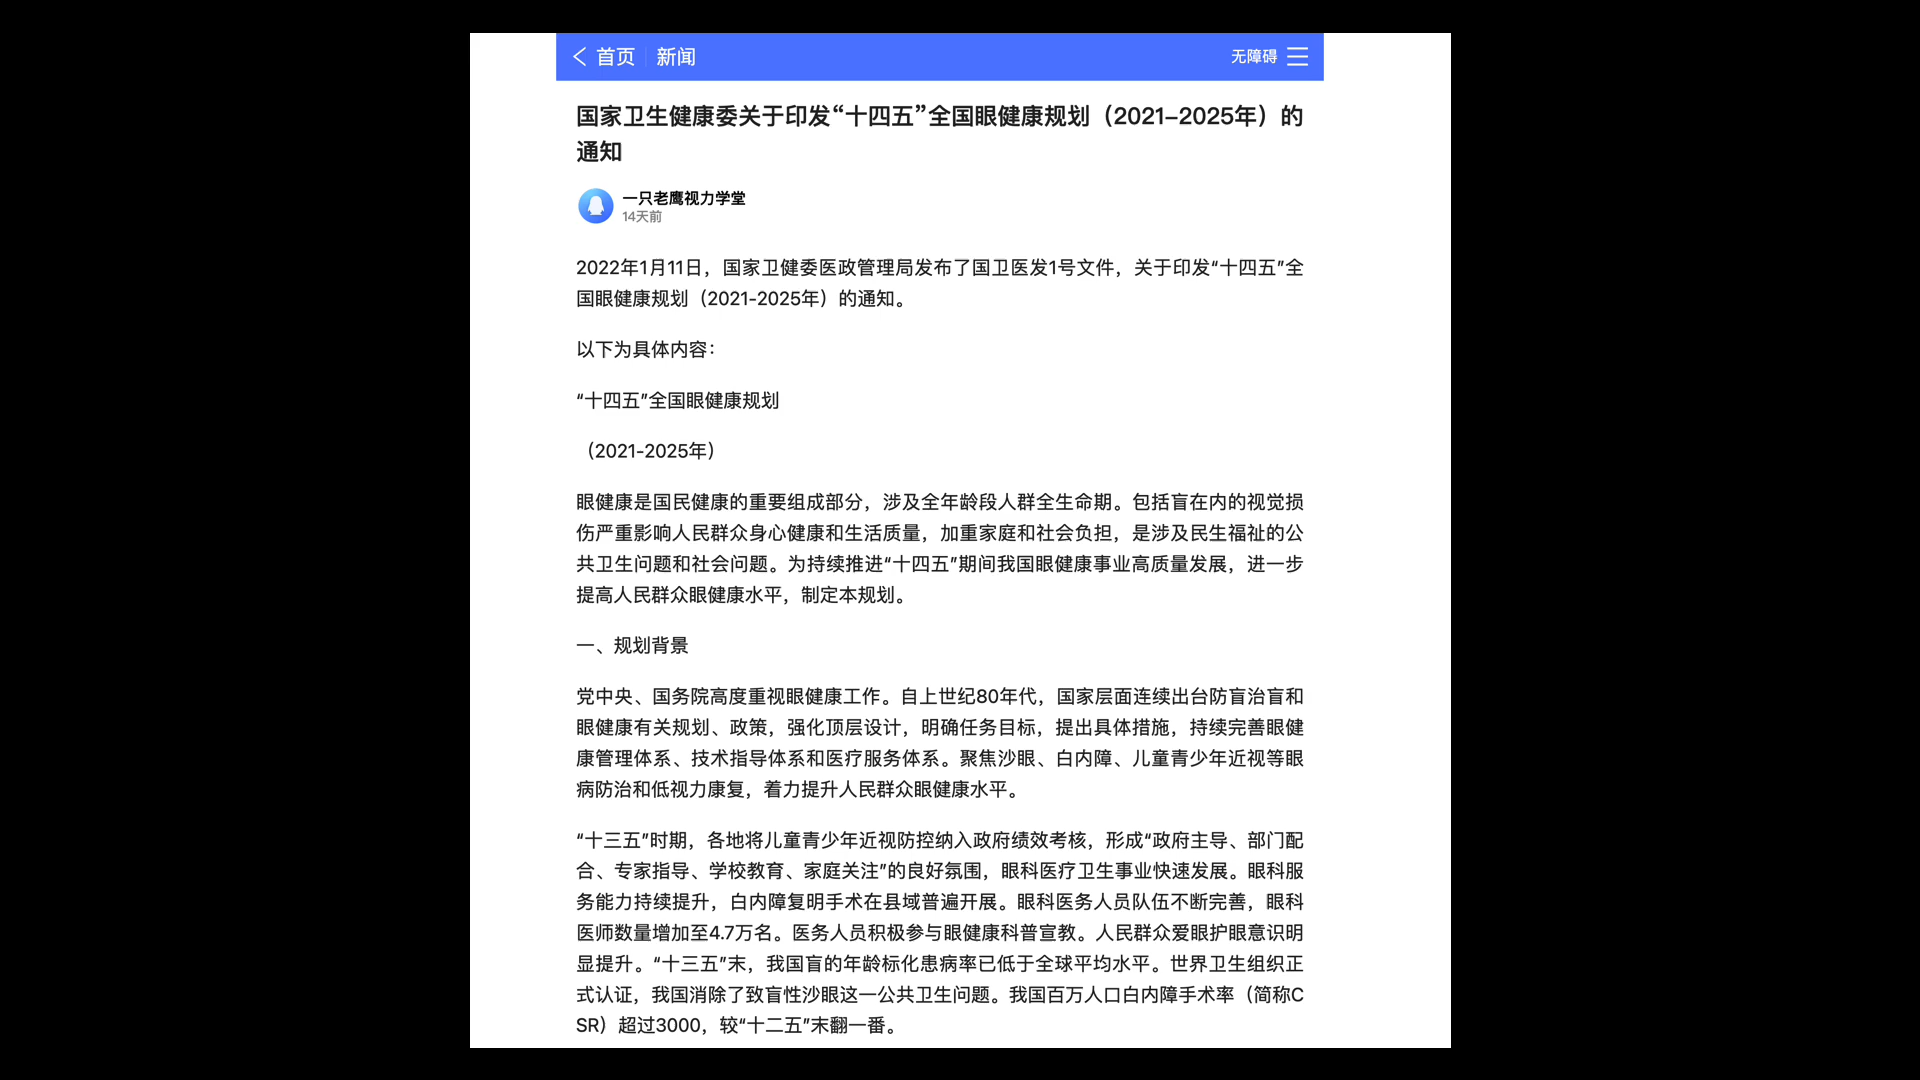 首页 新闻 无障碍
国家卫生健康委关于印发“十四五”全国眼健康规划（2021–2025年）的
通知
一只老鹰视力学堂
14天前
2022年1月11日，国家卫健委医政管理局发布了国卫医发1号文件，关于印发“十四五”全
国眼健康规划（2021-2025年）的通知。
以下为具体内容：
“十四五”全国眼健康规划
（2021-2025年）
眼健康是国民健康的重要组成部分，涉及全年龄段人群全生命期。包括盲在内的视觉损
伤严重影响人民群众身心健康和生活质量，加重家庭和社会负担，是涉及民生福祉的公
共卫生问题和社会问题。为持续推进“十四五”期间我国眼健康事业高质量发展，进一步
提高人民群众眼健康水平，制定本规划。
一、规划背景
党中央、国务院高度重视眼健康工作。自上世纪80年代，国家层面连续出台防盲治盲和
眼健康有关规划、政策，强化顶层设计，明确任务目标，提出具体措施，持续完善眼健
康管理体系、技术指导体系和医疗服务体系。聚焦沙眼、白内障、儿童青少年近视等眼
病防治和低视力康复，着力提升人民群众眼健康水平。
“十三五”时期，各地将儿童青少年近视防控纳入政府绩效考核，形成“政府主导、部门配
合、专家指导、学校教育、家庭关注”的良好氛围，眼科医疗卫生事业快速发展。眼科服
务能力持续提升，白内障复明手术在县域普遍开展。眼科医务人员队伍不断完善，眼科
医师数量增加至4.7万名。医务人员积极参与眼健康科普宣教。人民群众爱眼护眼意识明
显提升。“十三五”末，我国盲的年龄标化患病率已低于全球平均水平。世界卫生组织正
式认证，我国消除了致盲性沙眼这一公共卫生问题。我国百万人口白内障手术率（简称C
SR）超过3000，较“十二五”末翻一番。